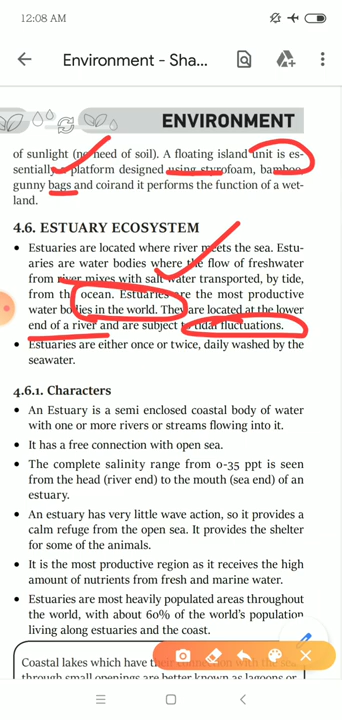 12:08 AM
Environment - Sha...
ENVIRONMENT
of sunlight (no need of soil). A floating island unit is es-
sentially a platform designed using styrofoam, bamboo
gunny bags and coirand it performs the function of a wet-
land.
4.6. ESTUARY ECOSYSTEM
• Estuaries are located where river meets the sea. Estu-
aries are water bodies where the flow of freshwater
from river mixes with salt water transported, by tide,
from the ocean. Estuaries are the most productive
water bodies in the world. They are located at the lower
end of a river and are subject to tidal fluctuations.
• Estuaries are either once or twice, daily washed by the
seawater.
4.6.1. Characters
• An Estuary is a semi enclosed coastal body of water
with one or more rivers or streams flowing into it.
• It has a free connection with open sea.
• The complete salinity range from 0-35 ppt is seen
from the head (river end) to the mouth (sea end) of an
estuary.
• An estuary has very little wave action, so it provides a
calm refuge from the open sea. It provides the shelter
for some of the animals.
• It is the most productive region as it receives the high
amount of nutrients from fresh and marine water.
• Estuaries are most heavily populated areas throughout
the world, with about 60% of the world's population
living along estuaries and the coast.
Coastal lakes which have their connection with the sea
through small openings are better known as lagoons or